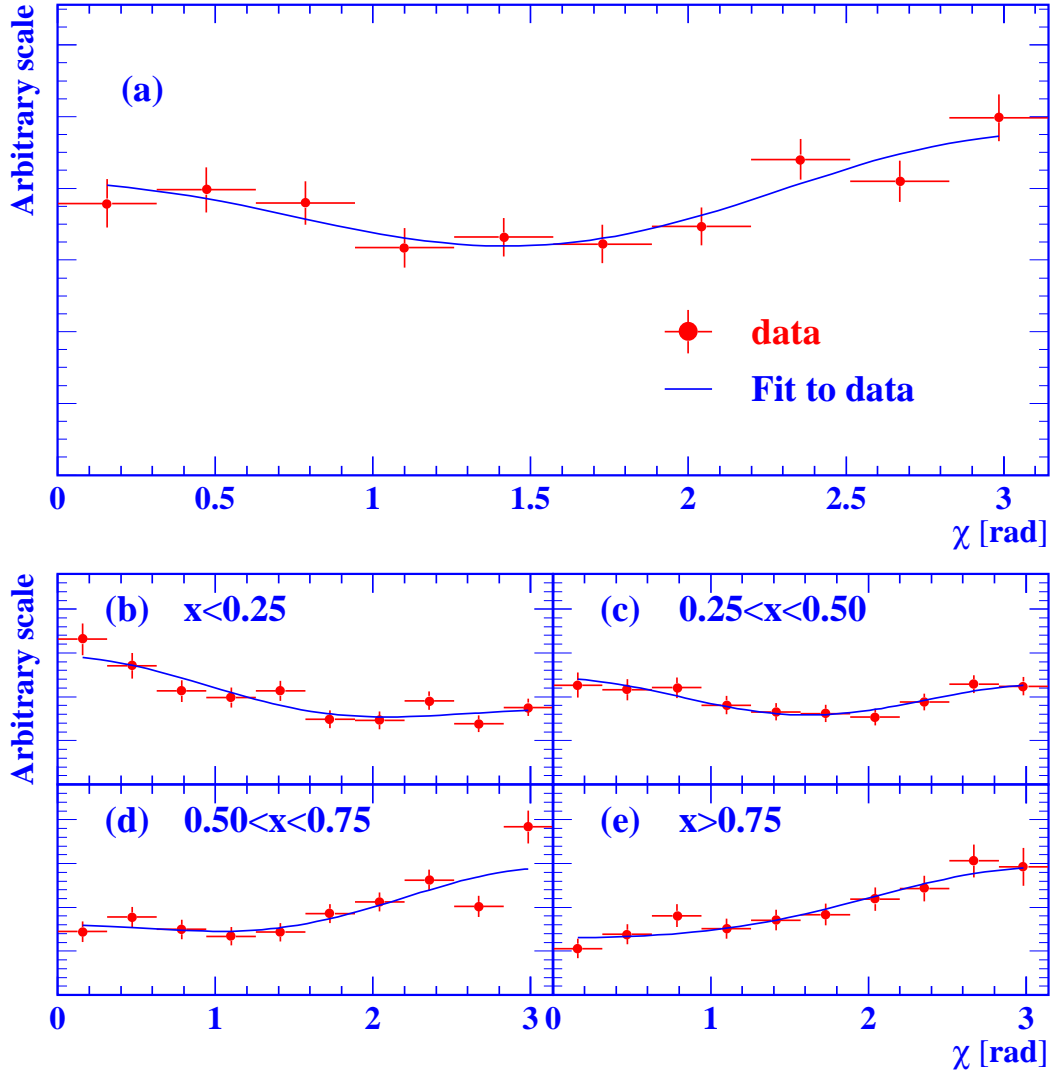 Arbitrary scale
(a)
data
Fit to data
0 0.5 1 1.5 2 2.5 3
χ [rad]
Arbitrary scale
(b) x<0.25
(c) 0.25<x<0.50
Arbitrary scale
(d) 0.50<x<0.75
(e) x>0.75
0 1 2 3 0 1 2 3
χ [rad]